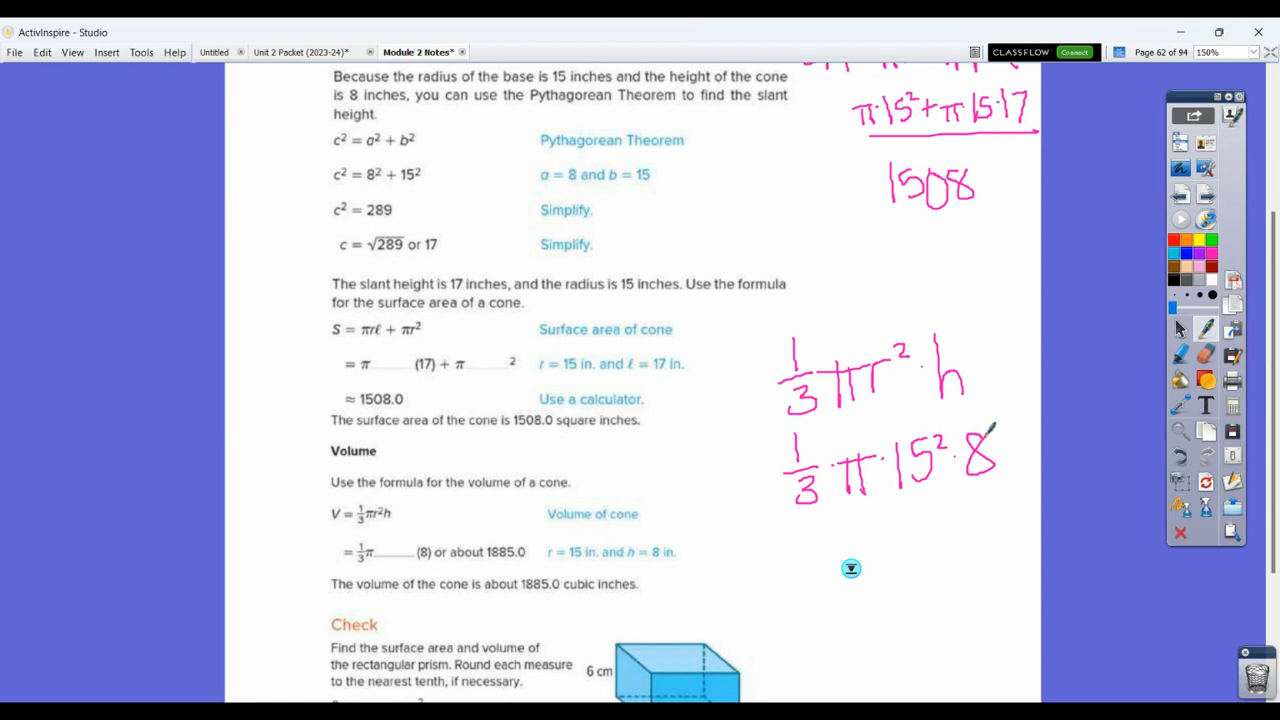 ActivInspire - Studio
File Edit View Insert Tools Help Untitled Unit 2 Packet (2023-24)* Module 2 Notes* CLASSFLOW Connect Page 62 of 94 150%
Because the radius of the base is 15 inches and the height of the cone
is 8 inches, you can use the Pythagorean Theorem to find the slant
height.
c² = a² + b² Pythagorean Theorem
c² = 8² + 15² a = 8 and b = 15
c² = 289 Simplify.
c = √289 or 17 Simplify.
The slant height is 17 inches, and the radius is 15 inches. Use the formula
for the surface area of a cone.
S = πrℓ + πr² Surface area of cone
= π ____ (17) + π ____ ² r = 15 in. and ℓ = 17 in.
≈ 1508.0 Use a calculator.
The surface area of the cone is 1508.0 square inches.
Volume
Use the formula for the volume of a cone.
V = ⅓πr²h Volume of cone
= ⅓π ____ (8) or about 1885.0 r = 15 in. and h = 8 in.
The volume of the cone is about 1885.0 cubic inches.
Check
Find the surface area and volume of
the rectangular prism. Round each measure
to the nearest tenth, if necessary.
6 cm
π·15² + π·15·17
1508
1/3 πr² · h
1/3 · π · 15² · 8